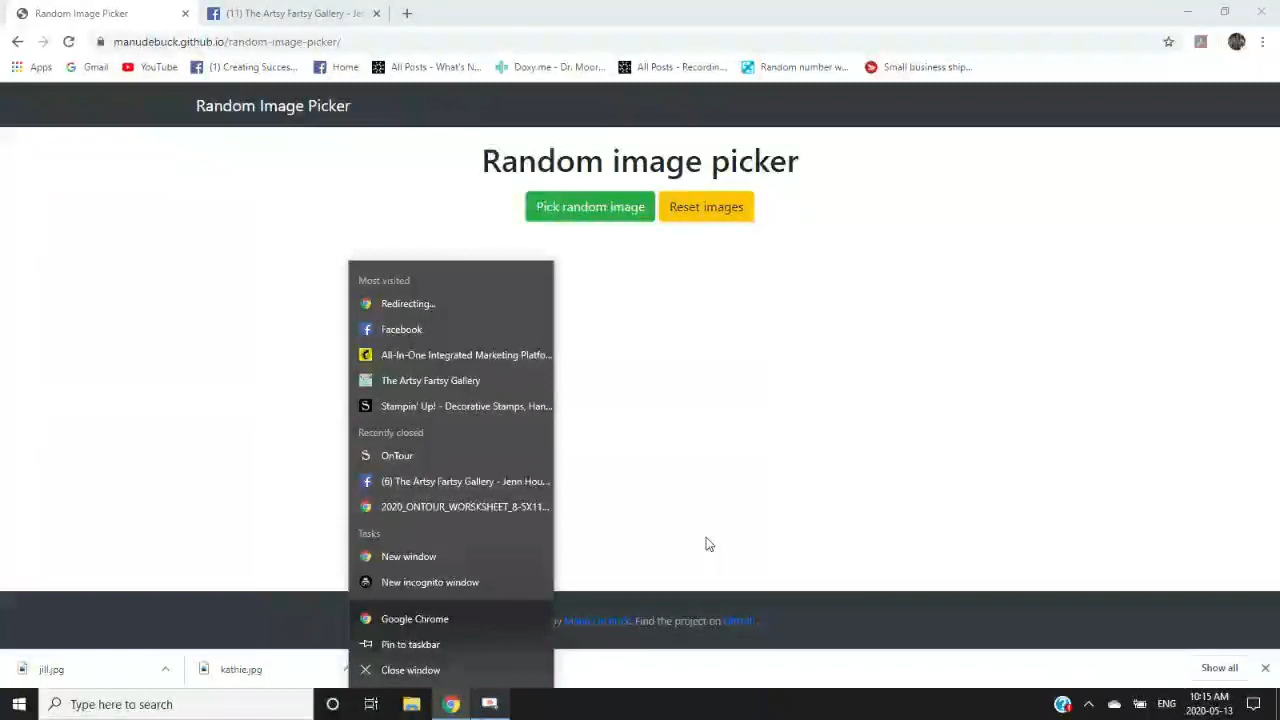 Random Image Picker
(11) The Artsy Fartsy Gallery - Jen
manudebuck.github.io/random-image-picker/
Apps
Gmail
YouTube
(1) Creating Succes...
Home
All Posts - What's N...
Doxy.me - Dr. Moor...
All Posts - Recordin...
Random number w...
Small business ship...
Random Image Picker
Random image picker
Pick random image
Reset images
Most visited
Redirecting...
Facebook
All-In-One Integrated Marketing Platfo...
The Artsy Fartsy Gallery
Stampin' Up! - Decorative Stamps, Han...
Recently closed
OnTour
(6) The Artsy Fartsy Gallery - Jenn Hou...
2020_ONTOUR_WORSKSHEET_8-5X11...
Tasks
New window
New incognito window
Google Chrome
Find the project on
Pin to taskbar
Close window
jill.jpg
kathie.jpg
Show all
Type here to search
ENG
10:15 AM
2020-05-13